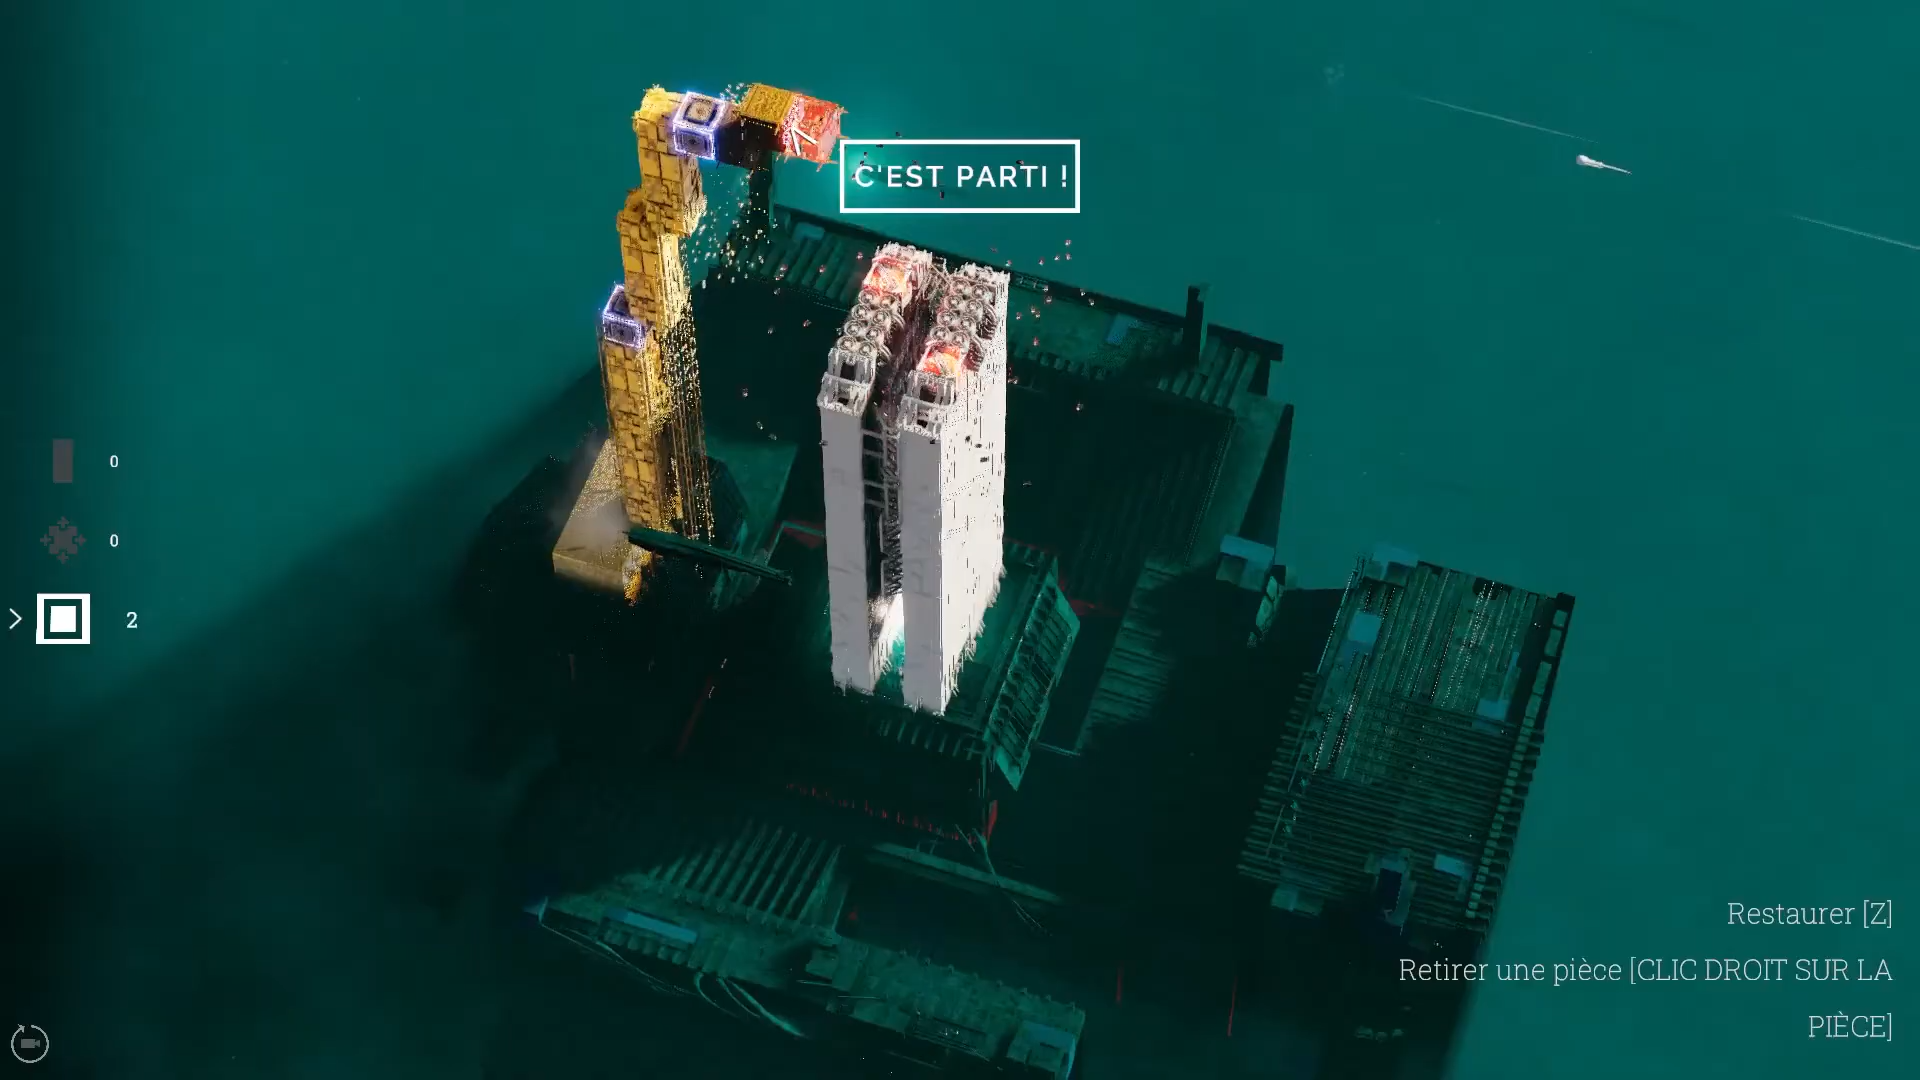 C'EST PARTI !
0
0
2
Restaurer [Z]
Retirer une pièce [CLIC DROIT SUR LA
PIÈCE]